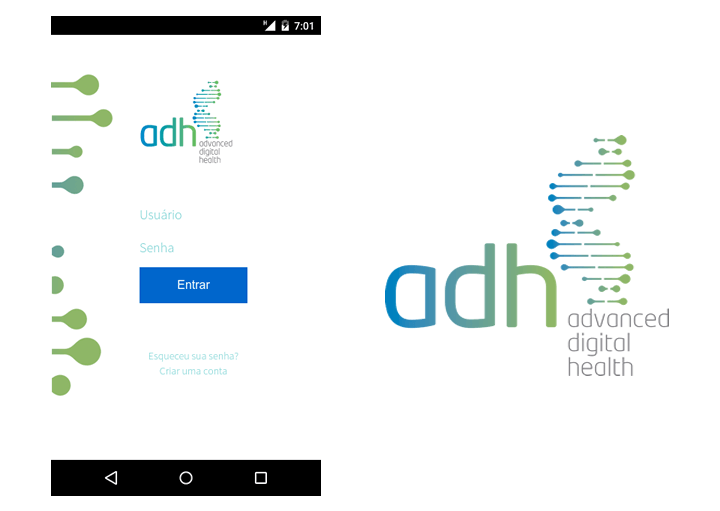 7:01
adh
advanced
digital
health
Usuário
Senha
Entrar
Esqueceu sua senha?
Criar uma conta
adh
advanced
digital
health